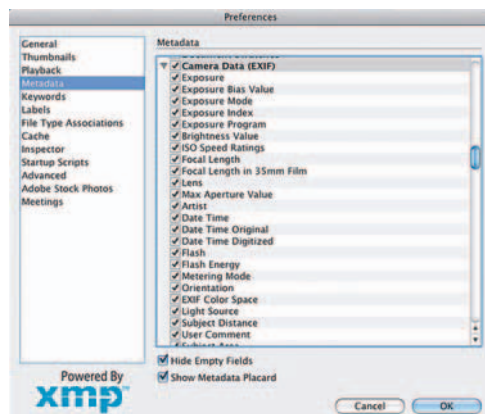 Preferences
General
Thumbnails
Playback
Metadata
Keywords
Labels
File Type Associations
Cache
Inspector
Startup Scripts
Advanced
Adobe Stock Photos
Meetings
Powered By
xmp
Metadata
Camera Data (EXIF)
Exposure
Exposure Bias Value
Exposure Mode
Exposure Index
Exposure Program
Brightness Value
ISO Speed Ratings
Focal Length
Focal Length in 35mm Film
Lens
Max Aperture Value
Artist
Date Time
Date Time Original
Date Time Digitized
Flash
Flash Energy
Metering Mode
Orientation
EXIF Color Space
Light Source
Subject Distance
User Comment
Hide Empty Fields
Show Metadata Placard
Cancel
OK